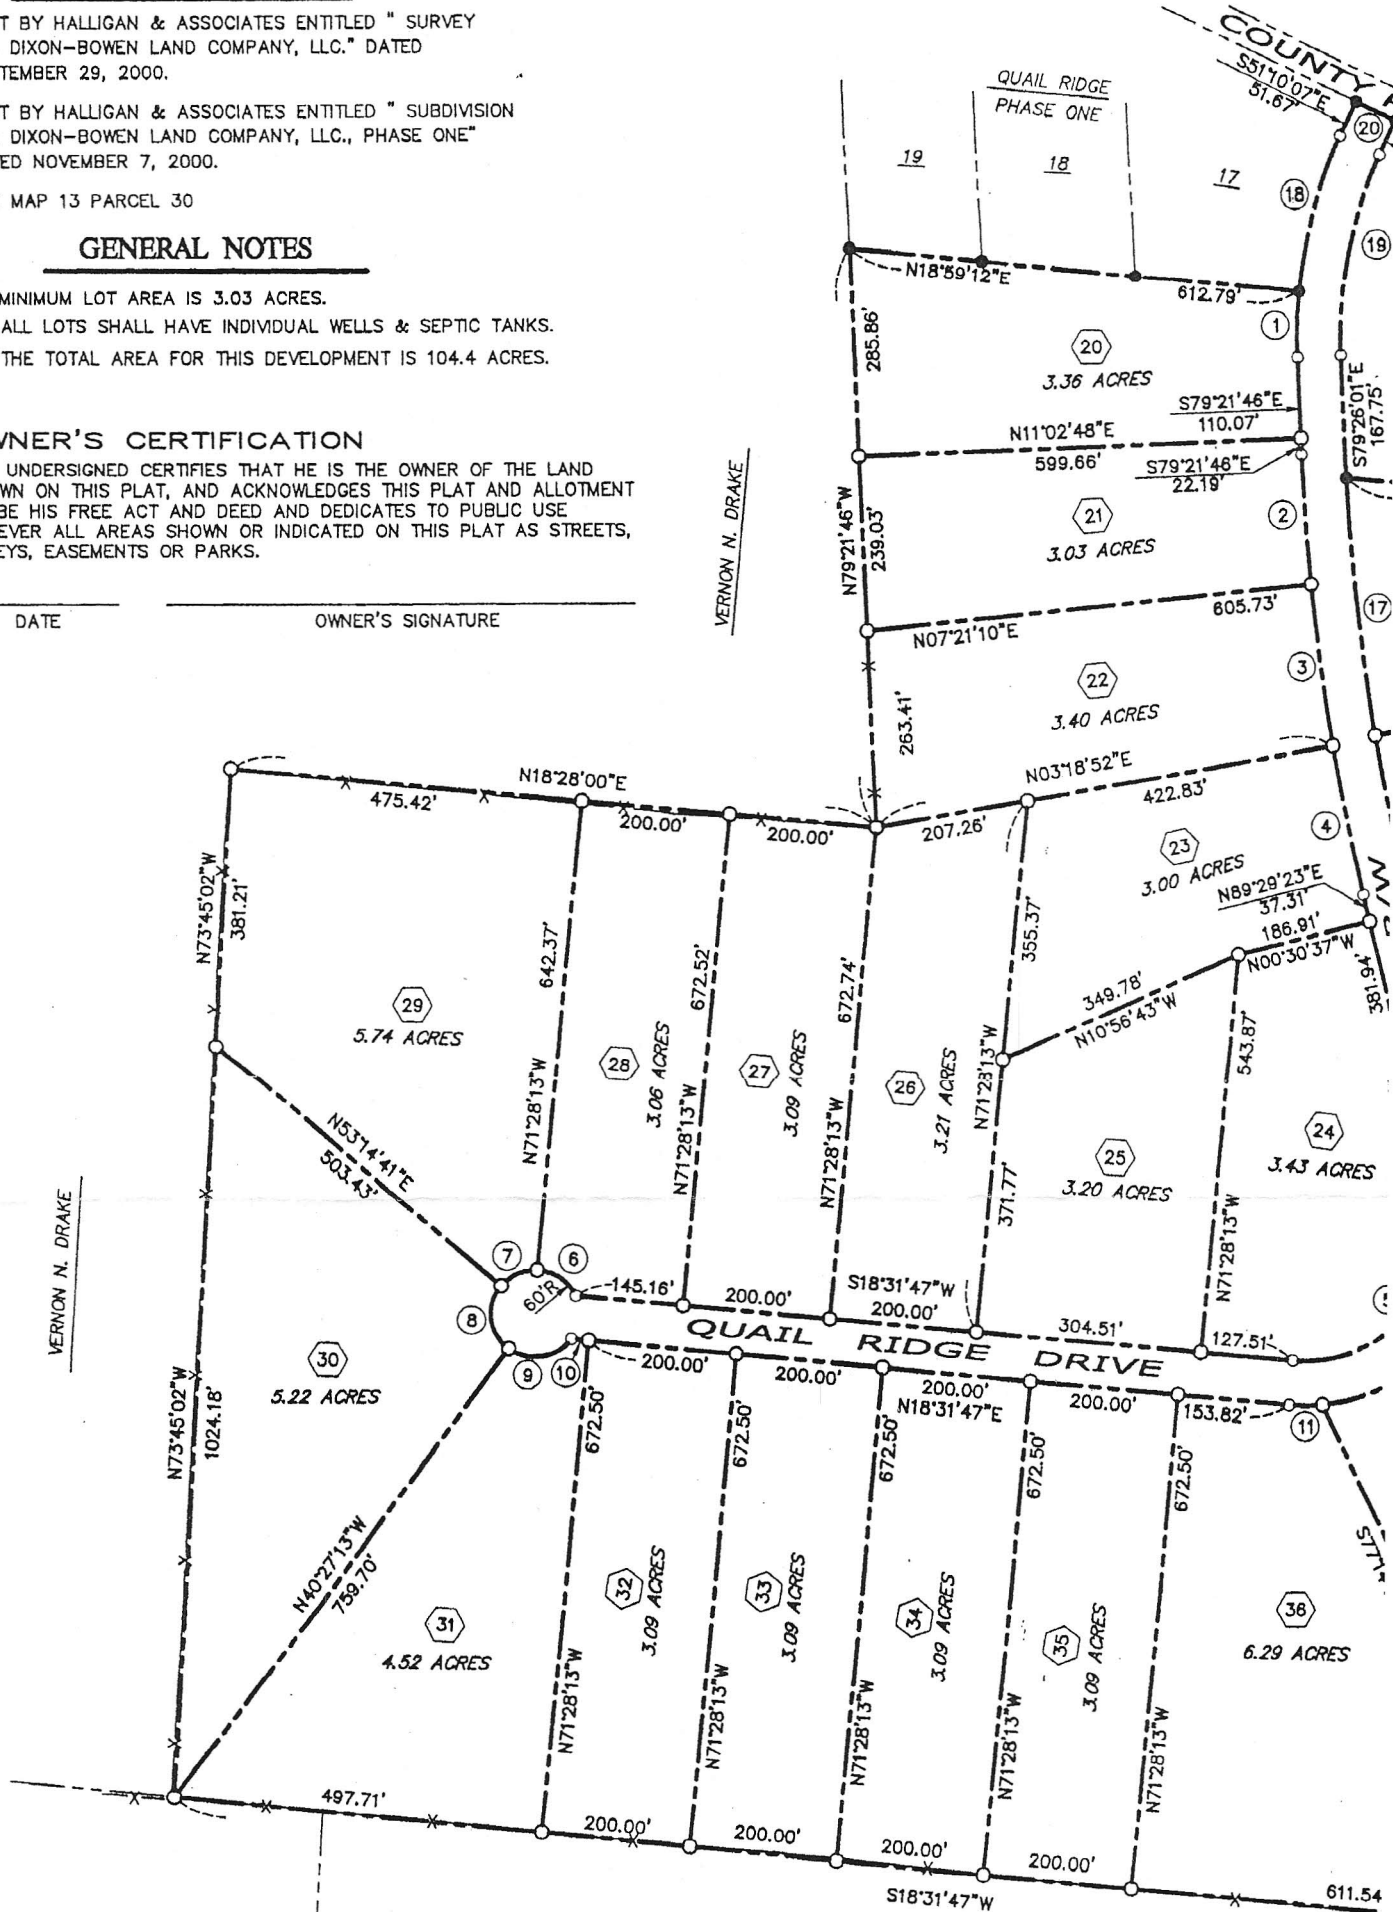 T BY HALLIGAN & ASSOCIATES ENTITLED " SURVEY
DIXON-BOWEN LAND COMPANY, LLC." DATED
TEMBER 29, 2000.
T BY HALLIGAN & ASSOCIATES ENTITLED " SUBDIVISION
DIXON-BOWEN LAND COMPANY, LLC., PHASE ONE"
ED NOVEMBER 7, 2000.
MAP 13 PARCEL 30
GENERAL NOTES
MINIMUM LOT AREA IS 3.03 ACRES.
ALL LOTS SHALL HAVE INDIVIDUAL WELLS & SEPTIC TANKS.
THE TOTAL AREA FOR THIS DEVELOPMENT IS 104.4 ACRES.
WNER'S CERTIFICATION
UNDERSIGNED CERTIFIES THAT HE IS THE OWNER OF THE LAND
WN ON THIS PLAT, AND ACKNOWLEDGES THIS PLAT AND ALLOTMENT
BE HIS FREE ACT AND DEED AND DEDICATES TO PUBLIC USE
EVER ALL AREAS SHOWN OR INDICATED ON THIS PLAT AS STREETS,
EYS, EASEMENTS OR PARKS.
DATE
OWNER'S SIGNATURE
QUAIL RIDGE
PHASE ONE
COUNTY
S51°10'07"E
51.67'
20
19
18
17
18
19
N18°59'12"E
612.79'
1
285.86'
20
3.36 ACRES
S79°21'46"E
110.07'
S79°26'01"E
167.75'
N11°02'48"E
599.66'
S79°21'46"E
22.19'
VERNON N. DRAKE
N79°21'46"W
239.03'
21
3.03 ACRES
2
N07°21'10"E
605.73'
17
3
22
3.40 ACRES
263.41'
N03°18'52"E
422.83'
207.26'
N18°28'00"E
475.42'
200.00'
200.00'
4
23
3.00 ACRES
N89°29'23"E
37.31'
186.91'
N00°30'37"W
381.94'
N73°45'02"W
381.21'
642.37'
672.52'
672.74'
355.37'
349.78'
N10°56'43"W
543.87'
29
5.74 ACRES
N71°28'13"W
28
3.06 ACRES
N71°28'13"W
27
3.09 ACRES
N71°28'13"W
26
3.21 ACRES
N71°28'13"W
371.77'
25
3.20 ACRES
N71°28'13"W
24
3.43 ACRES
N53°14'41"E
503.43'
VERNON N. DRAKE
7
6
60'R
8
9
10
145.16'
200.00'
S18°31'47"W
200.00'
304.51'
127.51'
QUAIL RIDGE DRIVE
200.00'
200.00'
200.00'
N18°31'47"E
200.00'
153.82'
11
30
5.22 ACRES
N73°45'02"W
1024.18'
672.50'
672.50'
672.50'
672.50'
672.50'
N40°27'13"W
759.70'
31
4.52 ACRES
32
3.09 ACRES
33
3.09 ACRES
34
3.09 ACRES
35
3.09 ACRES
36
6.29 ACRES
N71°28'13"W
N71°28'13"W
N71°28'13"W
N71°28'13"W
N71°28'13"W
497.71'
200.00'
200.00'
200.00'
200.00'
S18°31'47"W
611.54